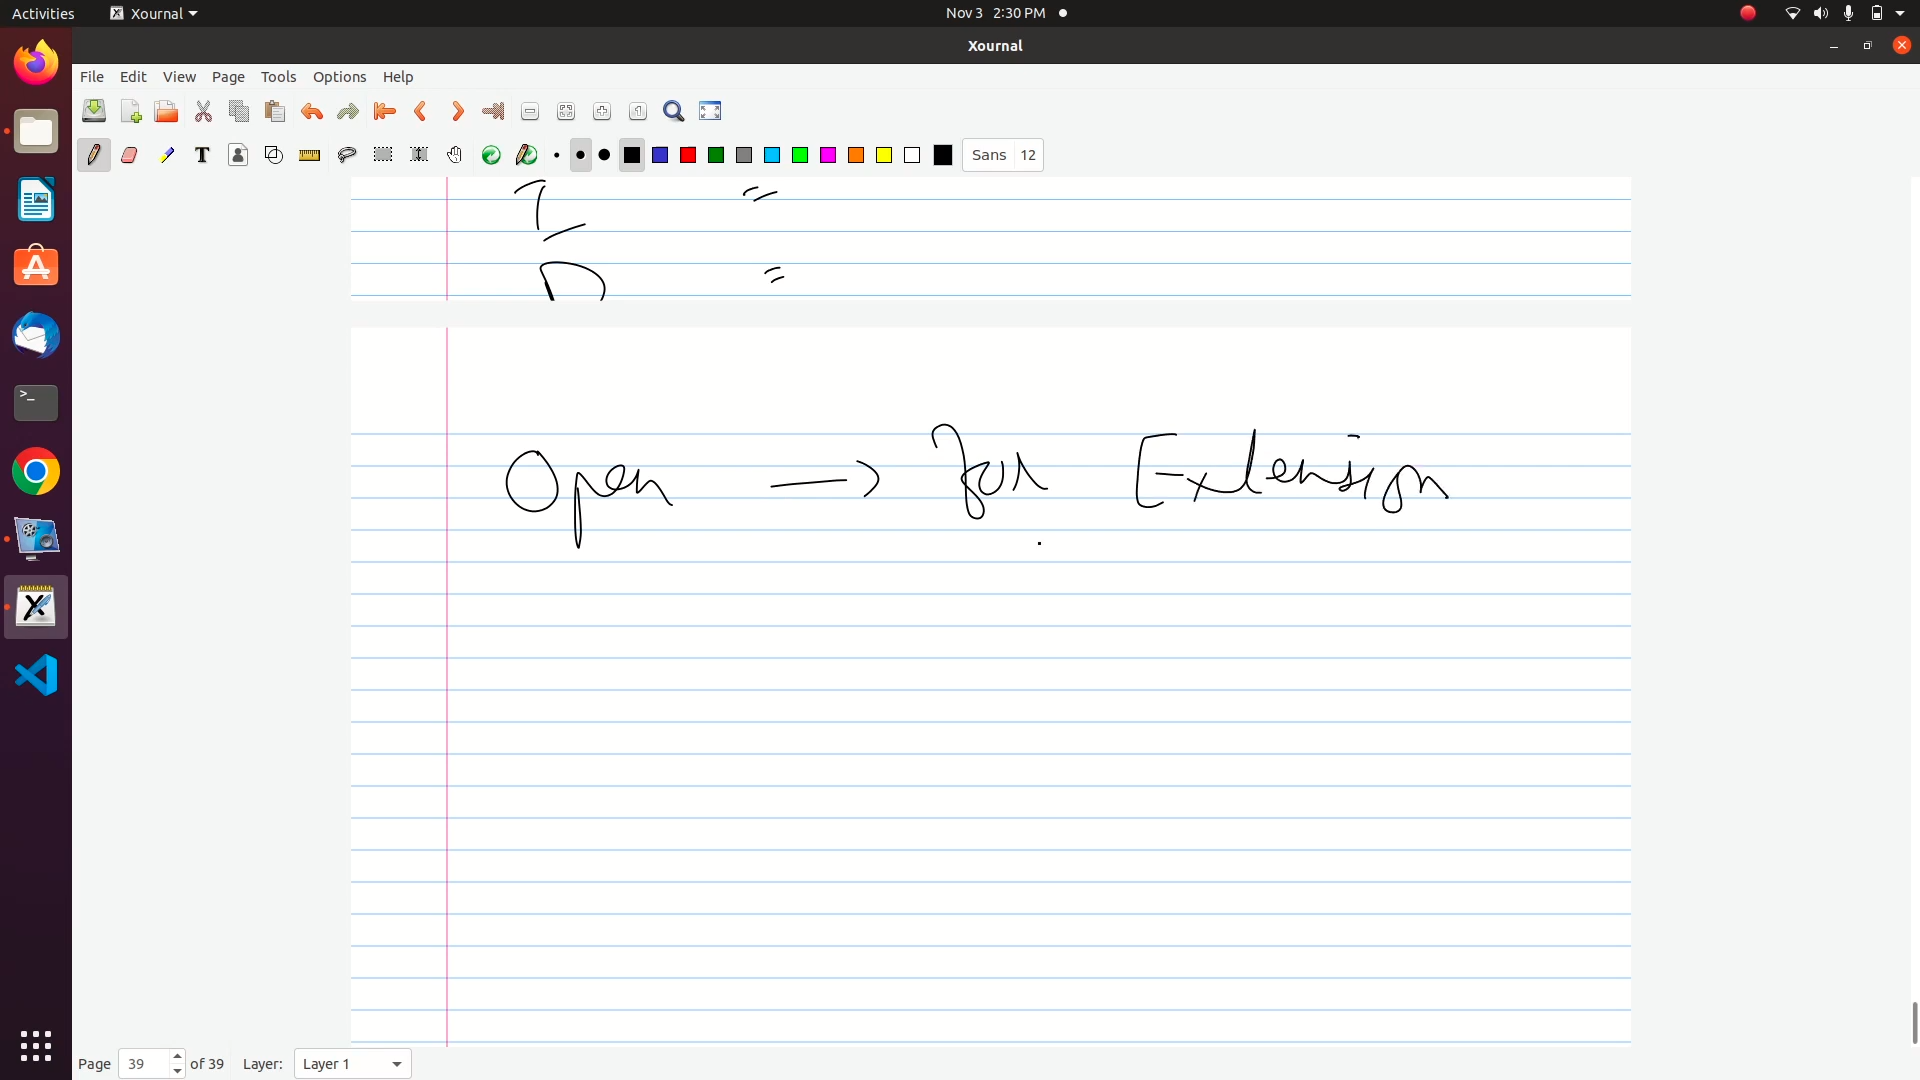 Activities Xournal Nov 3 2:30 PM
Xournal
File Edit View Page Tools Options Help
T Sans 12
I =
D =
Open → for Extension
Page 39 of 39 Layer: Layer 1